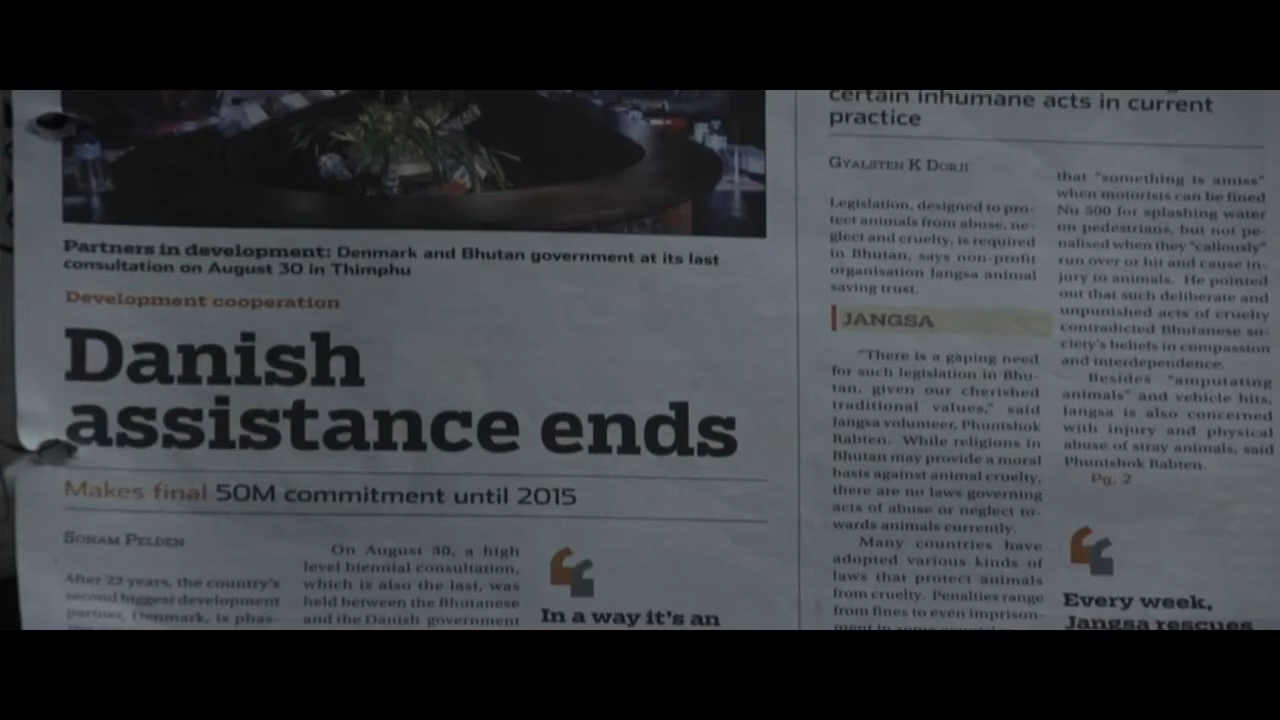 Partners in development: Denmark and Bhutan government at its last
consultation on August 30 in Thimphu
Development cooperation
Danish
assistance ends
Makes final 50M commitment until 2015
SONAM PELDEN
After 22 years, the country's
second biggest development
partner, Denmark, is phas-
On August 30, a high
level biennial consultation,
which is also the last, was
held between the Bhutanese
and the Danish government
In a way it's an
certain inhumane acts in current
practice
GYALSTEN K DORJI
Legislation, designed to pro-
tect animals from abuse, ne-
glect and cruelty, is required
in Bhutan, says non-profit
organisation Jangsa animal
saving trust.
JANGSA
"There is a gaping need
for such legislation in Bhu-
tan, given our cherished
traditional values," said
Jangsa volunteer, Phuntshok
Rabten. While religions in
Bhutan may provide a moral
basis against animal cruelty,
there are no laws governing
acts of abuse or neglect to-
wards animals currently.
Many countries have
adopted various kinds of
laws that protect animals
from cruelty. Penalties range
from fines to even imprison-
ment in some countries
that "something is amiss"
when motorists can be fined
Nu 500 for splashing water
on pedestrians, but not pe-
nalised when they "callously"
run over or hit and cause in-
jury to animals. He pointed
out that such deliberate and
unpunished acts of cruelty
contradicted Bhutanese so-
ciety's beliefs in compassion
and interdependence.
Besides "amputating
animals" and vehicle hits,
Jangsa is also concerned
with injury and physical
abuse of stray animals, said
Phuntshok Rabten.
Pg. 2
Every week,
Jangsa rescues